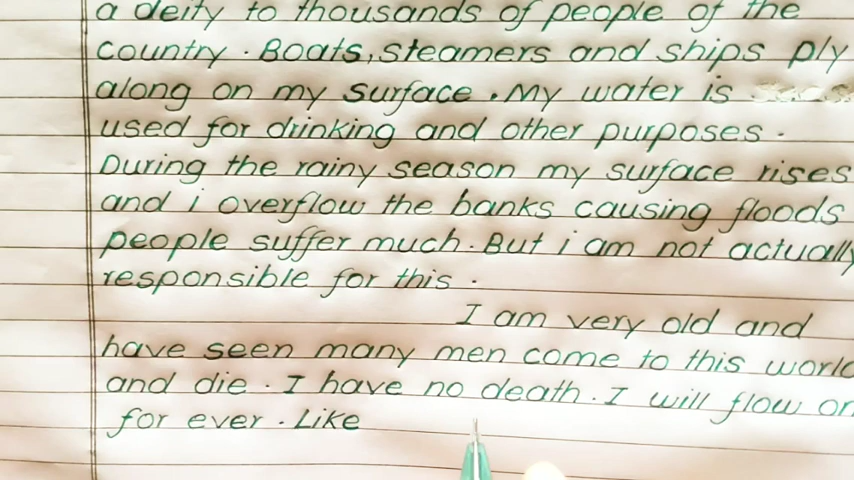 a deity to thousands of people of the
country. Boats, steamers and ships ply
along on my surface. My water is
used for drinking and other purposes.
During the rainy season my surface rises
and i overflow the banks causing floods
people suffer much. But i am not actually
responsible for this.
I am very old and
have seen many men come to this world
and die. I have no death. I will flow on
for ever. Like